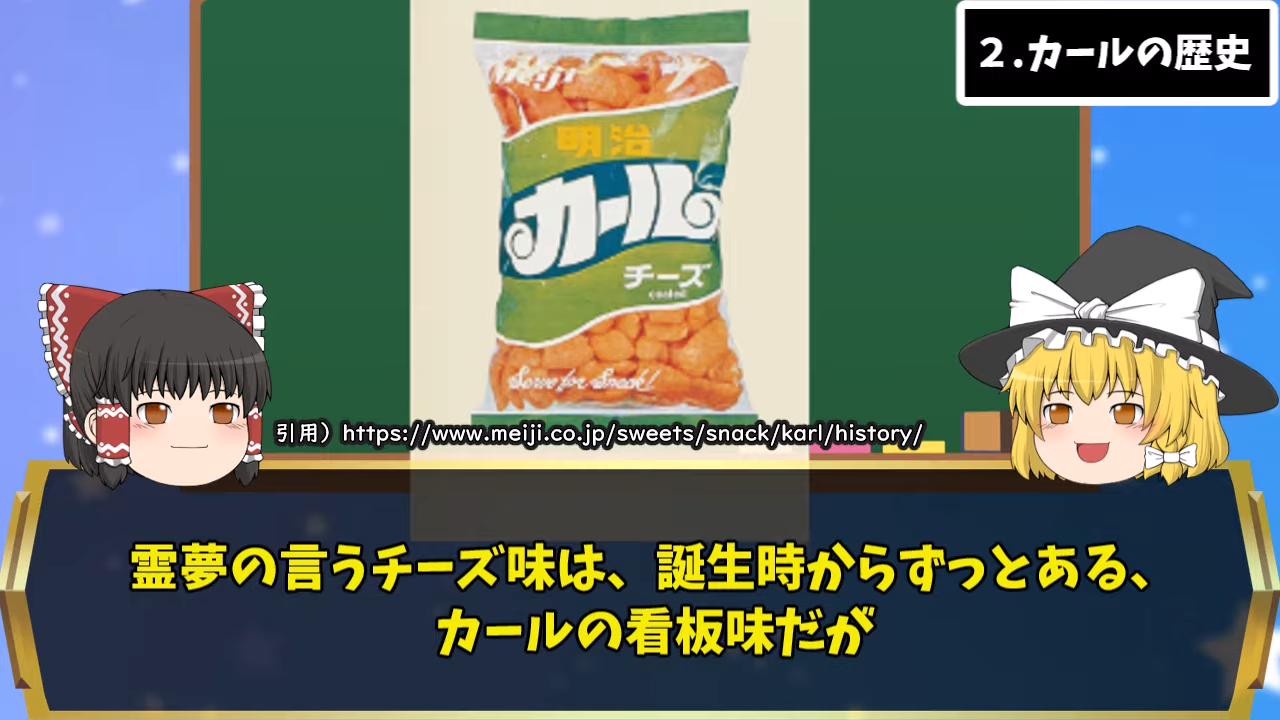 2.カールの歴史
meiji
明治
カール
チーズ
Serve for Snack!
引用）https://www.meiji.co.jp/sweets/snack/karl/history/
霊夢の言うチーズ味は、誕生時からずっとある、
カールの看板味だが